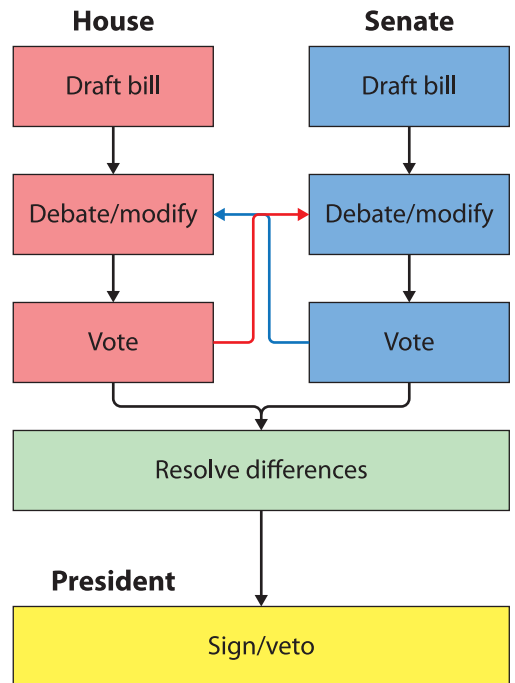 House
Senate
Draft bill
Draft bill
Debate/modify
Debate/modify
Vote
Vote
Resolve differences
President
Sign/veto